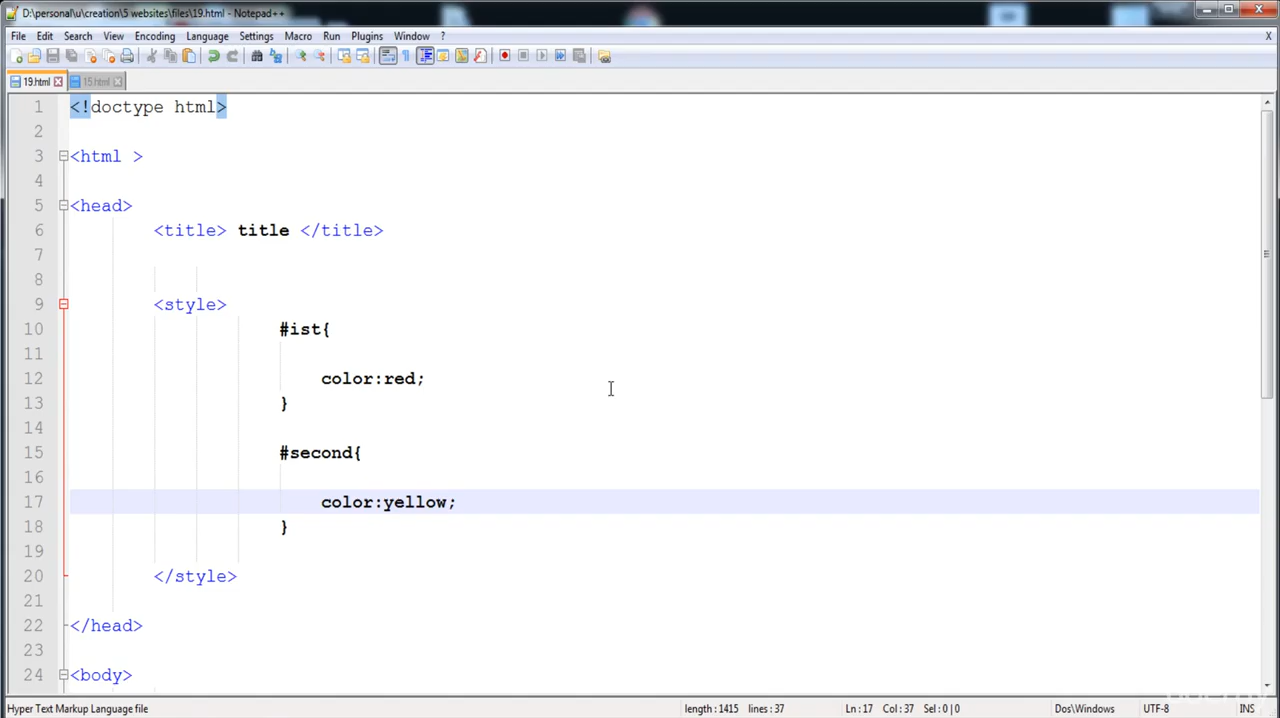 D:\personal\u\creation\5 websites\files\19.html - Notepad++
File Edit Search View Encoding Language Settings Macro Run Plugins Window ? X
19.html 15.html
1 <!doctype html>
2
3 <html >
4
5 <head>
6 <title> title </title>
7
8
9 <style>
10 #ist{
11
12 color:red;
13 }
14
15 #second{
16
17 color:yellow;
18 }
19
20 </style>
21
22 </head>
23
24 <body>
Hyper Text Markup Language file length : 1415 lines : 37 Ln : 17 Col : 37 Sel : 0 | 0 Dos\Windows UTF-8 INS